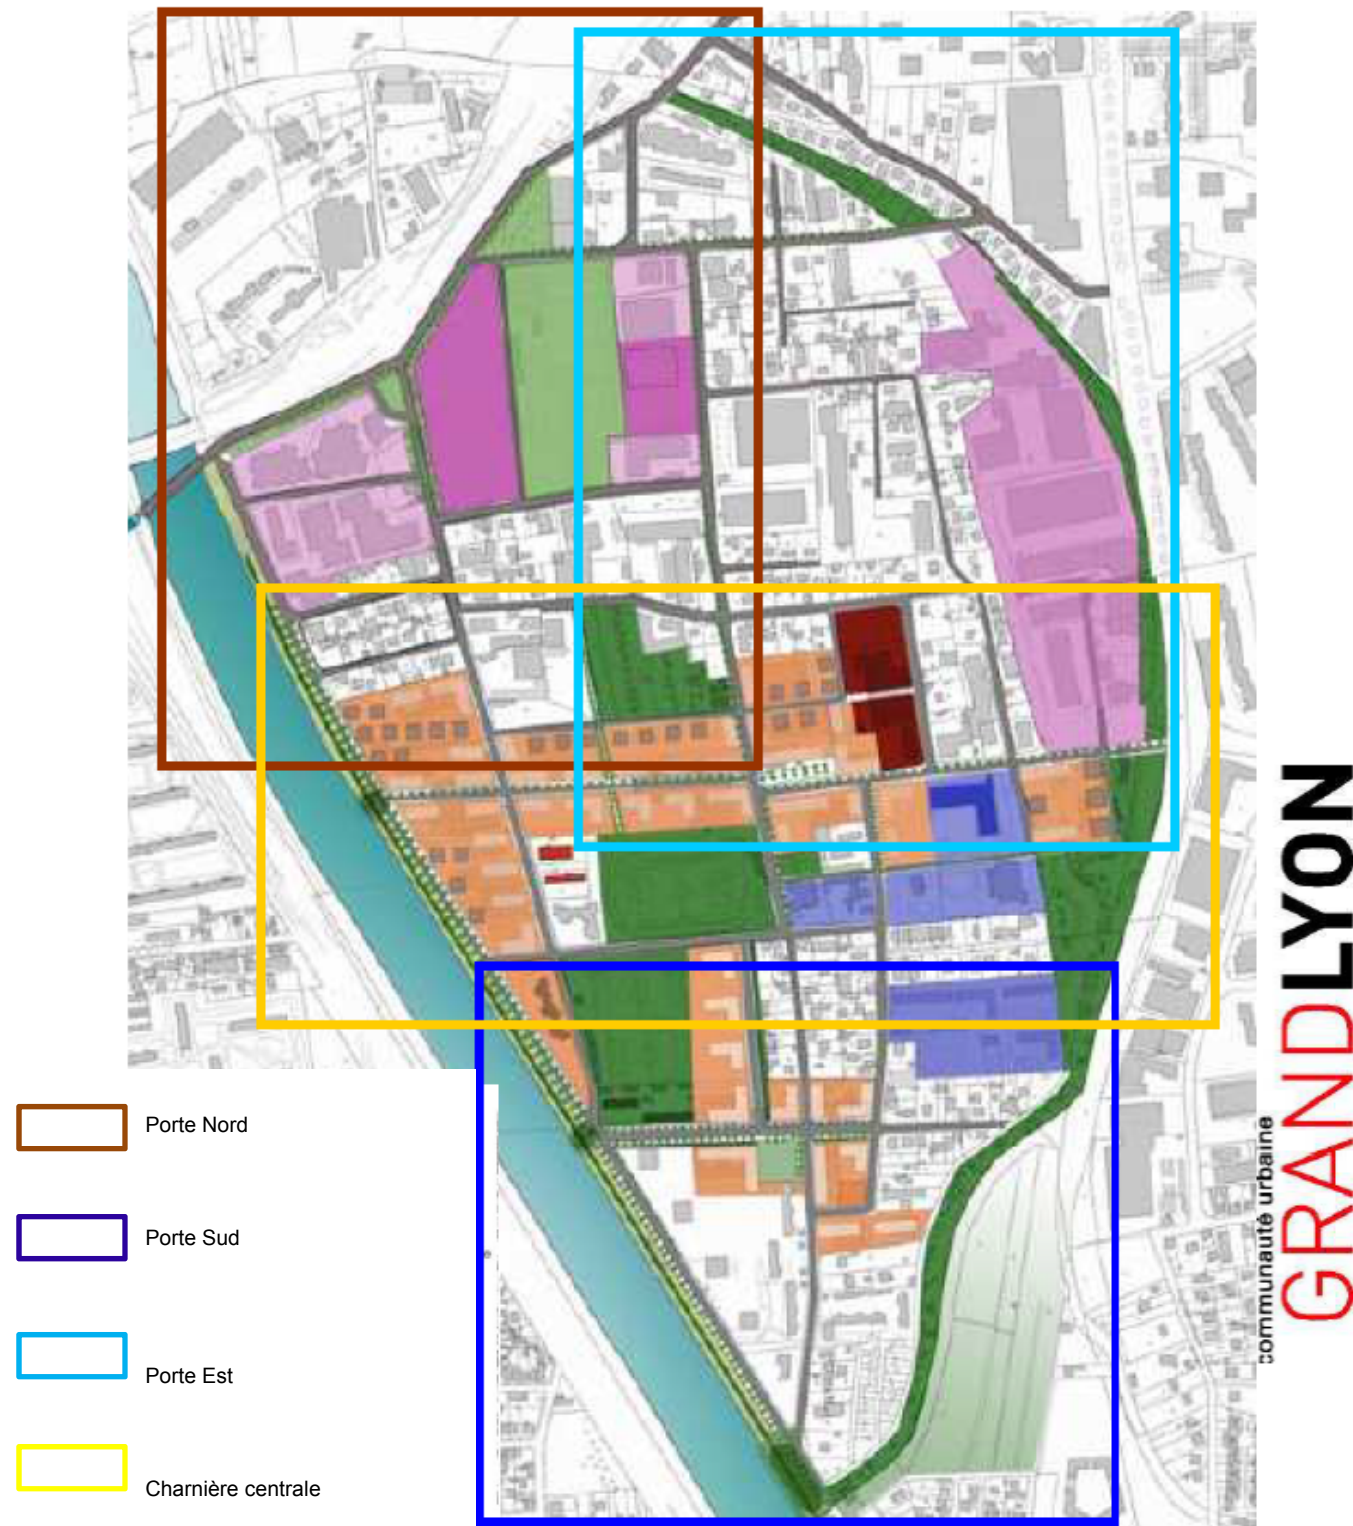 Porte Nord
Porte Sud
Porte Est
Charnière centrale
communauté urbaine
GRANDLYON